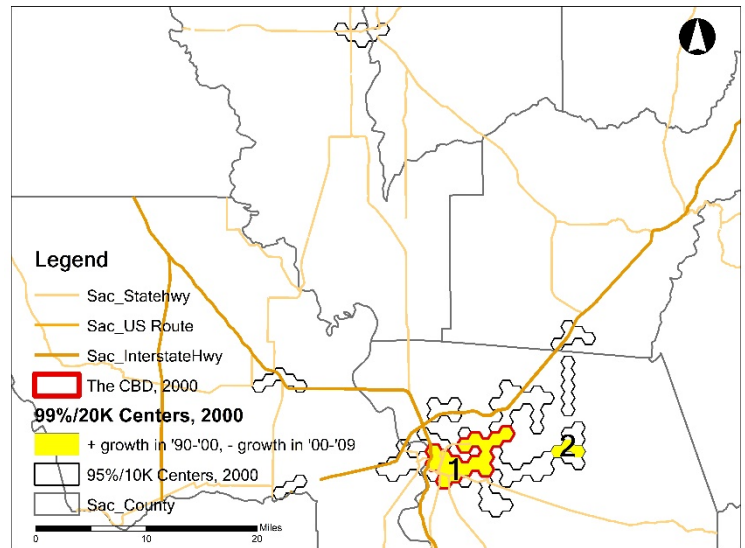 Legend
Sac_Statehwy
Sac_US Route
Sac_InterstateHwy
The CBD, 2000
99%/20K Centers, 2000
+ growth in '90-'00, - growth in '00-'09
95%/10K Centers, 2000
Sac_County
Miles
0 10 20
1
2